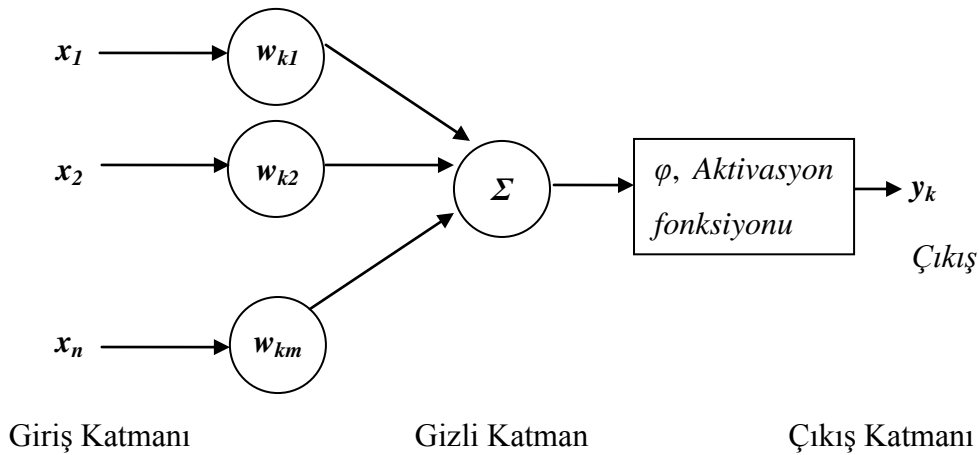 x1
wk1
x2
wk2
Σ
φ, Aktivasyon
fonksiyonu
yk
Çıkış
xn
wkm
Giriş Katmanı
Gizli Katman
Çıkış Katmanı